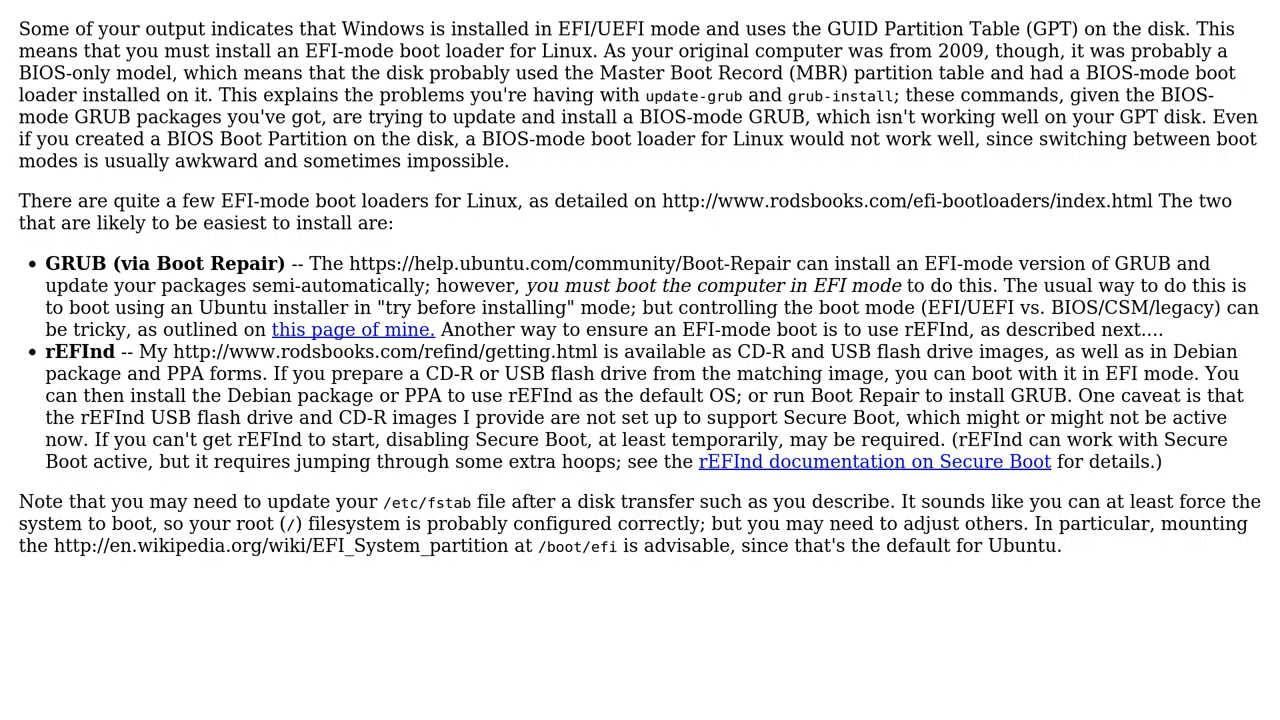 Some of your output indicates that Windows is installed in EFI/UEFI mode and uses the GUID Partition Table (GPT) on the disk. This
means that you must install an EFI-mode boot loader for Linux. As your original computer was from 2009, though, it was probably a
BIOS-only model, which means that the disk probably used the Master Boot Record (MBR) partition table and had a BIOS-mode boot
loader installed on it. This explains the problems you're having with update-grub and grub-install; these commands, given the BIOS-
mode GRUB packages you've got, are trying to update and install a BIOS-mode GRUB, which isn't working well on your GPT disk. Even
if you created a BIOS Boot Partition on the disk, a BIOS-mode boot loader for Linux would not work well, since switching between boot
modes is usually awkward and sometimes impossible.
There are quite a few EFI-mode boot loaders for Linux, as detailed on http://www.rodsbooks.com/efi-bootloaders/index.html The two
that are likely to be easiest to install are:
• GRUB (via Boot Repair) -- The https://help.ubuntu.com/community/Boot-Repair can install an EFI-mode version of GRUB and
update your packages semi-automatically; however, you must boot the computer in EFI mode to do this. The usual way to do this is
to boot using an Ubuntu installer in "try before installing" mode; but controlling the boot mode (EFI/UEFI vs. BIOS/CSM/legacy) can
be tricky, as outlined on this page of mine. Another way to ensure an EFI-mode boot is to use rEFInd, as described next....
• rEFInd -- My http://www.rodsbooks.com/refind/getting.html is available as CD-R and USB flash drive images, as well as in Debian
package and PPA forms. If you prepare a CD-R or USB flash drive from the matching image, you can boot with it in EFI mode. You
can then install the Debian package or PPA to use rEFInd as the default OS; or run Boot Repair to install GRUB. One caveat is that
the rEFInd USB flash drive and CD-R images I provide are not set up to support Secure Boot, which might or might not be active
now. If you can't get rEFInd to start, disabling Secure Boot, at least temporarily, may be required. (rEFInd can work with Secure
Boot active, but it requires jumping through some extra hoops; see the rEFInd documentation on Secure Boot for details.)
Note that you may need to update your /etc/fstab file after a disk transfer such as you describe. It sounds like you can at least force the
system to boot, so your root (/) filesystem is probably configured correctly; but you may need to adjust others. In particular, mounting
the http://en.wikipedia.org/wiki/EFI_System_partition at /boot/efi is advisable, since that's the default for Ubuntu.